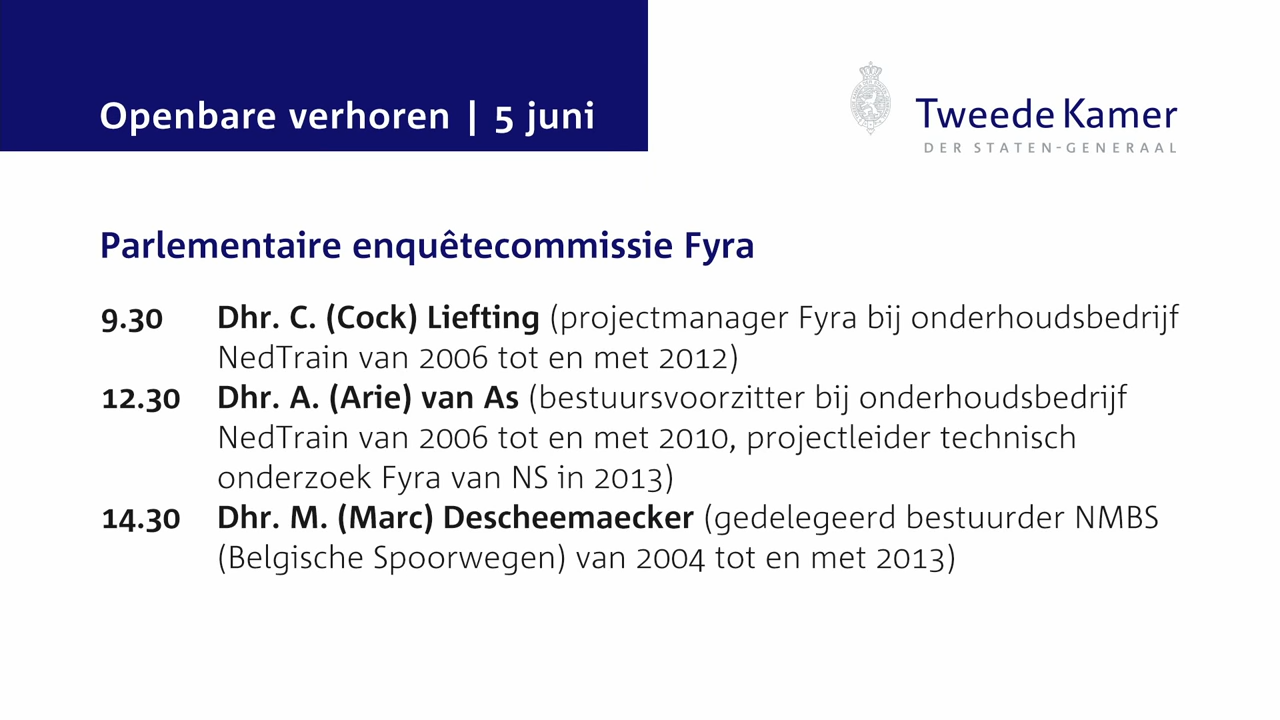 Openbare verhoren | 5 juni
Tweede Kamer
DER STATEN-GENERAAL
Parlementaire enquêtecommissie Fyra
9.30 Dhr. C. (Cock) Liefting (projectmanager Fyra bij onderhoudsbedrijf
NedTrain van 2006 tot en met 2012)
12.30 Dhr. A. (Arie) van As (bestuursvoorzitter bij onderhoudsbedrijf
NedTrain van 2006 tot en met 2010, projectleider technisch
onderzoek Fyra van NS in 2013)
14.30 Dhr. M. (Marc) Descheemaecker (gedelegeerd bestuurder NMBS
(Belgische Spoorwegen) van 2004 tot en met 2013)